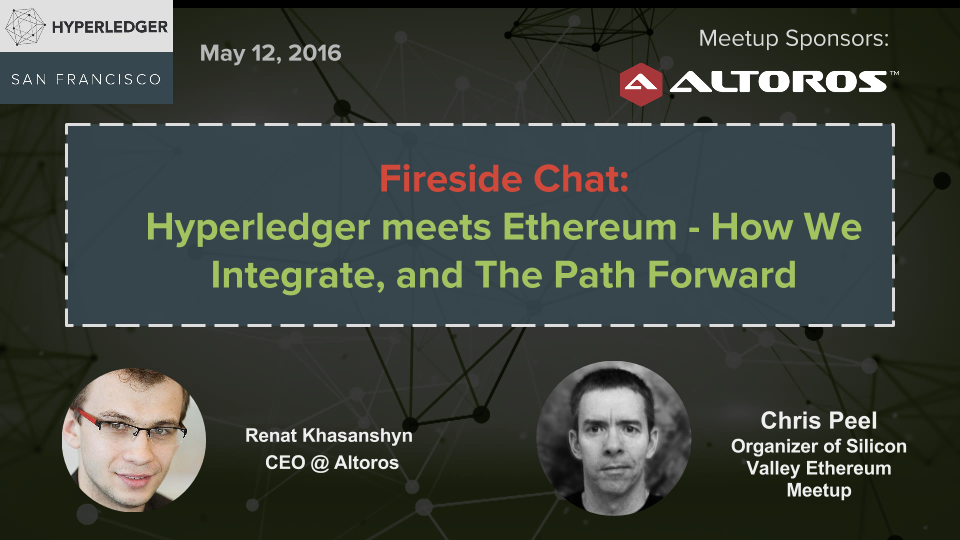 HYPERLEDGER
SAN FRANCISCO
May 12, 2016
Meetup Sponsors:
ALTOROS™
Fireside Chat:
Hyperledger meets Ethereum - How We
Integrate, and The Path Forward
Renat Khasanshyn
CEO @ Altoros
Chris Peel
Organizer of Silicon
Valley Ethereum
Meetup